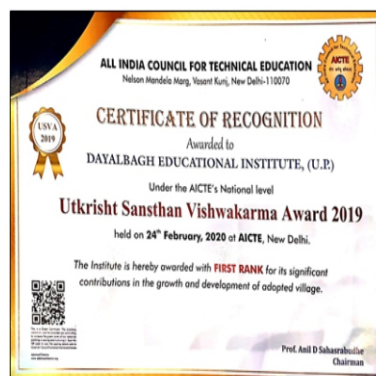 ALL INDIA COUNCIL FOR TECHNICAL EDUCATION
Nelson Mandela Marg, Vasant Kunj, New Delhi-110070
AICTE
CERTIFICATE OF RECOGNITION
USVA
2019
Awarded to
DAYALBAGH EDUCATIONAL INSTITUTE, (U.P.)
Under the AICTE's National level
Utkrisht Sansthan Vishwakarma Award 2019
held on 24th February, 2020 at AICTE, New Delhi.
The Institute is hereby awarded with FIRST RANK for its significant
contributions in the growth and development of adopted village.
Prof. Anil D Sahasrabudhe
Chairman